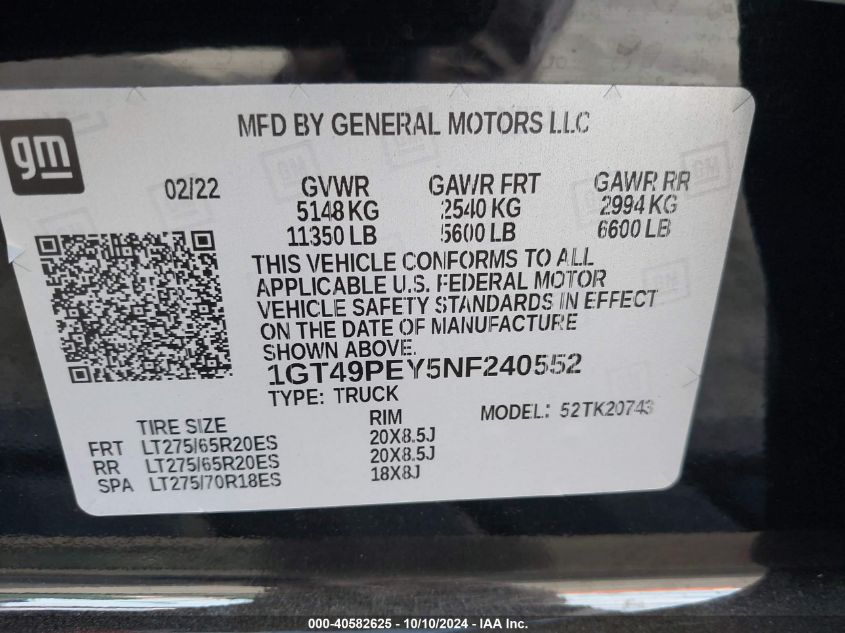 gm
MFD BY GENERAL MOTORS LLC
02/22
GVWR GAWR FRT GAWR RR
5148 KG 2540 KG 2994 KG
11350 LB 5600 LB 6600 LB
THIS VEHICLE CONFORMS TO ALL
APPLICABLE U.S. FEDERAL MOTOR
VEHICLE SAFETY STANDARDS IN EFFECT
ON THE DATE OF MANUFACTURE
SHOWN ABOVE.
1GT49PEY5NF240552
TYPE: TRUCK
MODEL: 52TK20743
TIRE SIZE RIM
FRT LT275/65R20ES 20X8.5J
RR LT275/65R20ES 20X8.5J
SPA LT275/70R18ES 18X8J
000-40582625 - 10/10/2024 - IAA Inc.